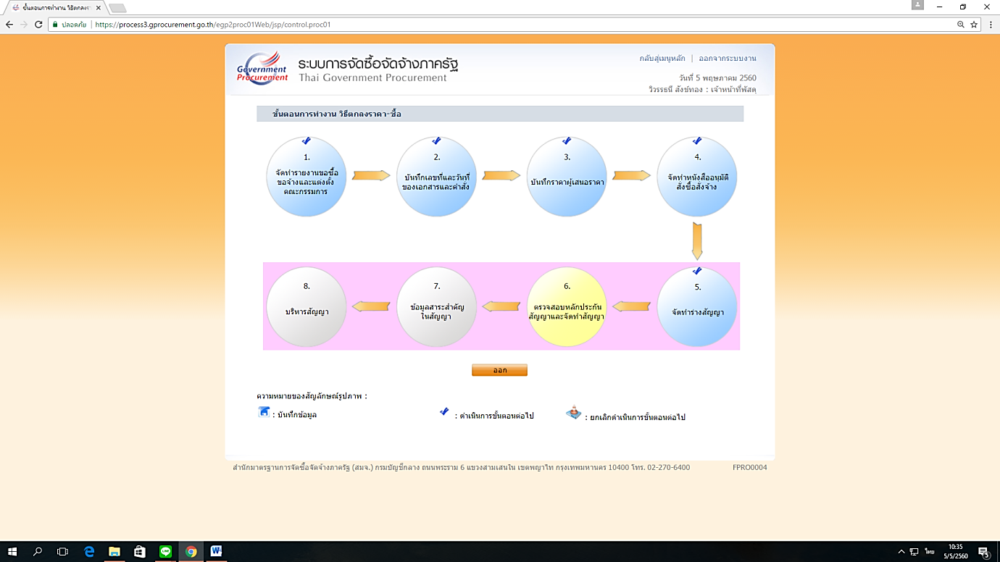 ขั้นตอนการทำงาน วิธีตกลงรา
ปลอดภัย | https://process3.gprocurement.go.th/egp2proc01Web/jsp/control.proc01
Government
Procurement
ระบบการจัดซื้อจัดจ้างภาครัฐ
Thai Government Procurement
กลับสู่เมนูหลัก | ออกจากระบบงาน
วันที่ 5 พฤษภาคม 2560
วิวรรธนี สังข์ทอง : เจ้าหน้าที่พัสดุ
ขั้นตอนการทำงาน วิธีตกลงราคา-ซื้อ
1.
จัดทำรายงานขอซื้อ
ขอจ้างและแต่งตั้ง
คณะกรรมการ
2.
บันทึกเลขที่และวันที่
ของเอกสารและคำสั่ง
3.
บันทึกราคาผู้เสนอราคา
4.
จัดทำหนังสืออนุมัติ
สั่งซื้อสั่งจ้าง
8.
บริหารสัญญา
7.
ข้อมูลสาระสำคัญ
ในสัญญา
6.
ตรวจสอบหลักประกัน
สัญญาและจัดทำสัญญา
5.
จัดทำร่างสัญญา
ออก
ความหมายของสัญลักษณ์รูปภาพ :
: บันทึกข้อมูล
: ดำเนินการขั้นตอนต่อไป
: ยกเลิกดำเนินการขั้นตอนต่อไป
สำนักมาตรฐานการจัดซื้อจัดจ้างภาครัฐ (สมจ.) กรมบัญชีกลาง ถนนพระราม 6 แขวงสามเสนใน เขตพญาไท กรุงเทพมหานคร 10400 โทร. 02-270-6400
FPRO0004
LINE
ไทย
10:35
5/5/2560
5